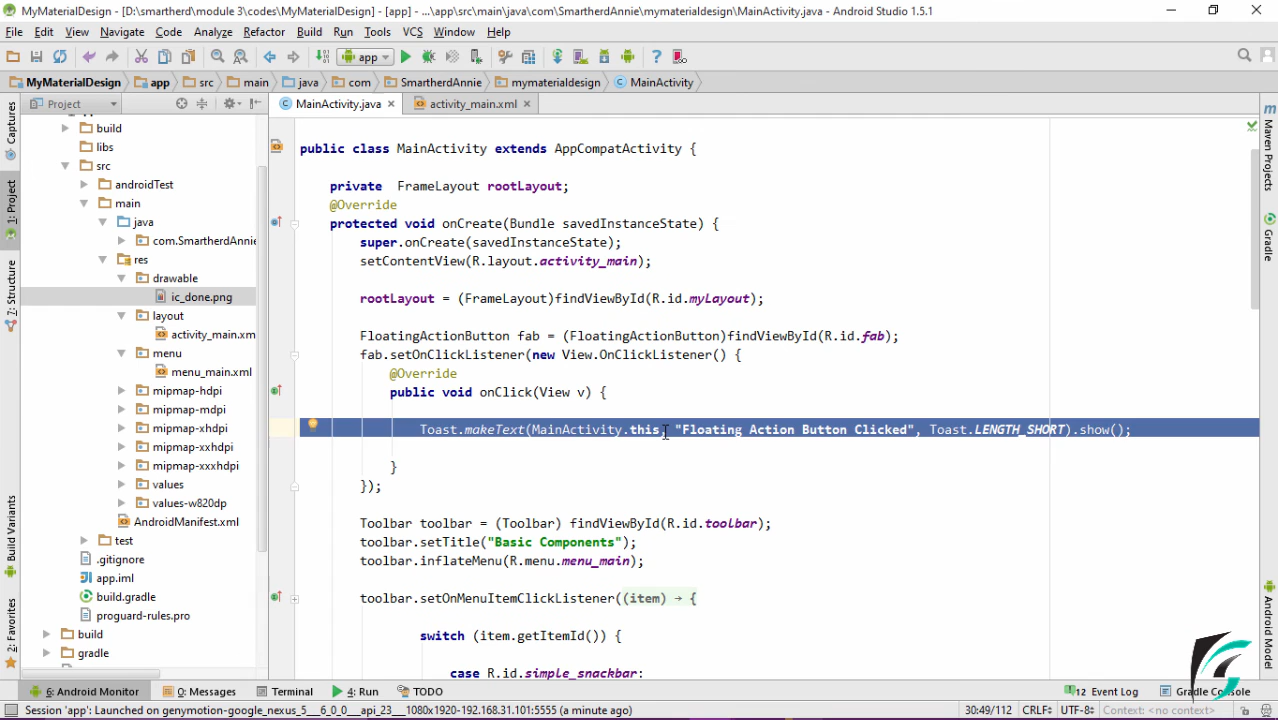 MyMaterialDesign - [D:\smartherd_module 3\codes\MyMaterialDesign] - [app] - ...\app\src\main\java\com\SmartherdAnnie\mymaterialdesign\MainActivity.java - Android Studio 1.5.1
File Edit View Navigate Code Analyze Refactor Build Run Tools VCS Window Help
app
MyMaterialDesign app src main java com SmartherdAnnie mymaterialdesign MainActivity
Project
MainActivity.java
activity_main.xml
Captures
1: Project
7: Structure
Build Variants
2: Favorites
build
libs
src
androidTest
main
java
com.SmartherdAnnie
res
drawable
ic_done.png
layout
activity_main.xm
menu
menu_main.xml
mipmap-hdpi
mipmap-mdpi
mipmap-xhdpi
mipmap-xxhdpi
values
values-w820dp
AndroidManifest.xml
test
.gitignore
app.iml
build.gradle
proguard-rules.pro
build
gradle
public class MainActivity extends AppCompatActivity {
private FrameLayout rootLayout;
@Override
protected void onCreate(Bundle savedInstanceState) {
super.onCreate(savedInstanceState);
setContentView(R.layout.activity_main);
rootLayout = (FrameLayout)findViewById(R.id.myLayout);
FloatingActionButton fab = (FloatingActionButton)findViewById(R.id.fab);
fab.setOnClickListener(new View.OnClickListener() {
@Override
public void onClick(View v) {
Toast.makeText(MainActivity.this, "Floating Action Button Clicked", Toast.LENGTH_SHORT).show();
}
});
Toolbar toolbar = (Toolbar) findViewById(R.id.toolbar);
toolbar.setTitle("Basic Components");
toolbar.inflateMenu(R.menu.menu_main);
toolbar.setOnMenuItemClickListener((item) → {
switch (item.getItemId()) {
case R.id.simple_snackbar:
Maven Projects
Gradle
Android Model
6: Android Monitor 0: Messages Terminal 4: Run TODO Event Log Gradle Console
Session 'app': Launched on genymotion-google_nexus_5___6_0_0___api_23___1080x1920-192.168.31.101:5555 (a minute ago) 30:49/112 CRLF÷ UTF-8÷ Context: <no context>